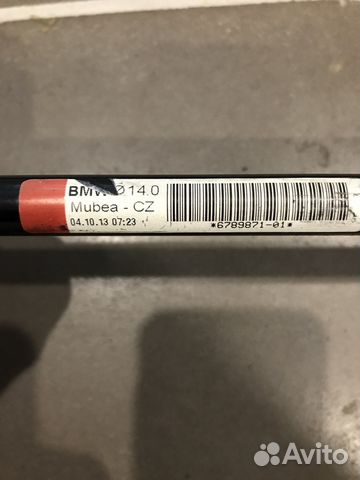 BMW Ø14.0
Mubea - CZ
04.10.13 07:23
*6789871-01*
Avito